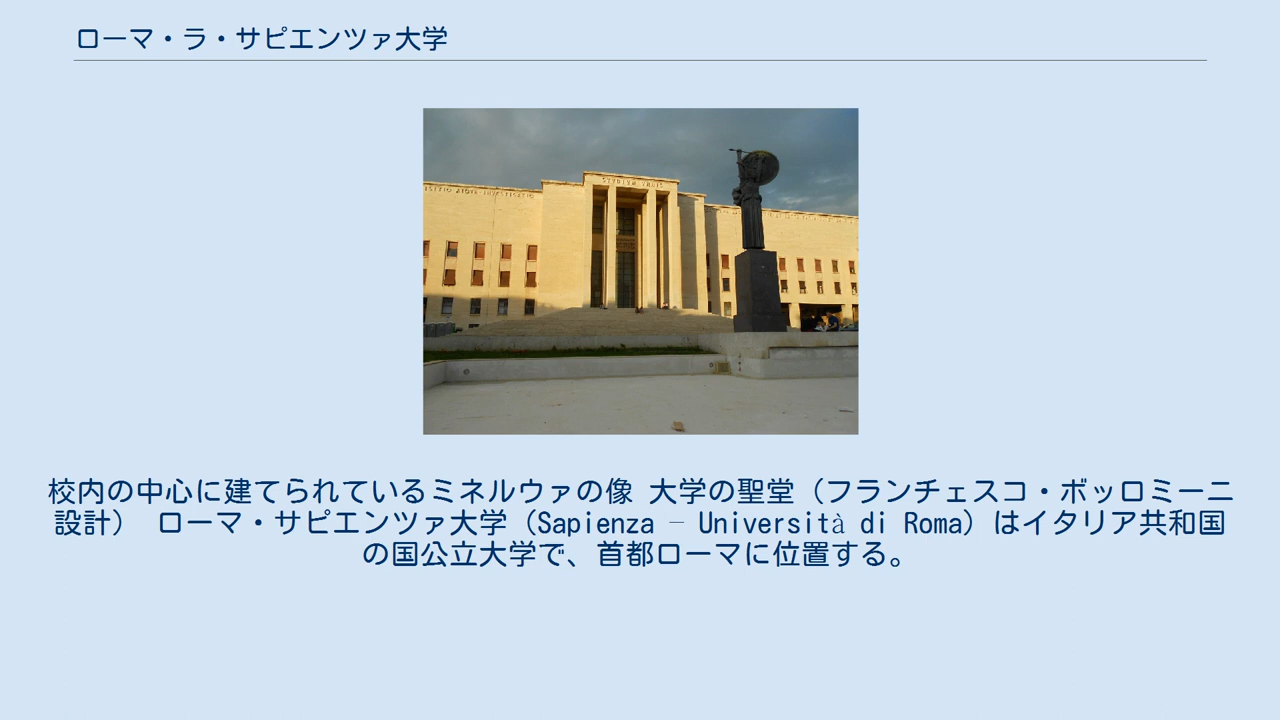 ローマ・ラ・サピエンツァ大学
STVDIVM VRBIS
校内の中心に建てられているミネルウァの像 大学の聖堂（フランチェスコ・ボッロミーニ
設計） ローマ・サピエンツァ大学（Sapienza – Università di Roma）はイタリア共和国
の国公立大学で、首都ローマに位置する。